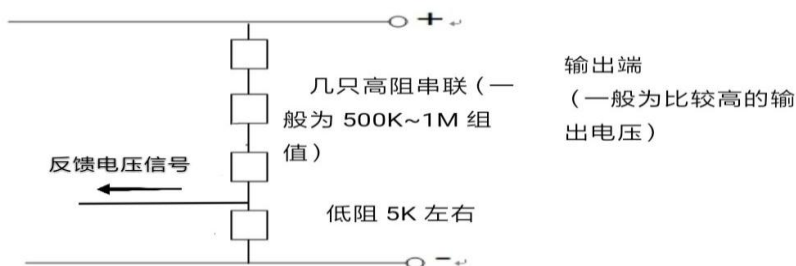 +
几只高阻串联（一
般为 500K~1M 组
值）
输出端
（一般为比较高的输
出电压）
反馈电压信号
低阻 5K 左右
-